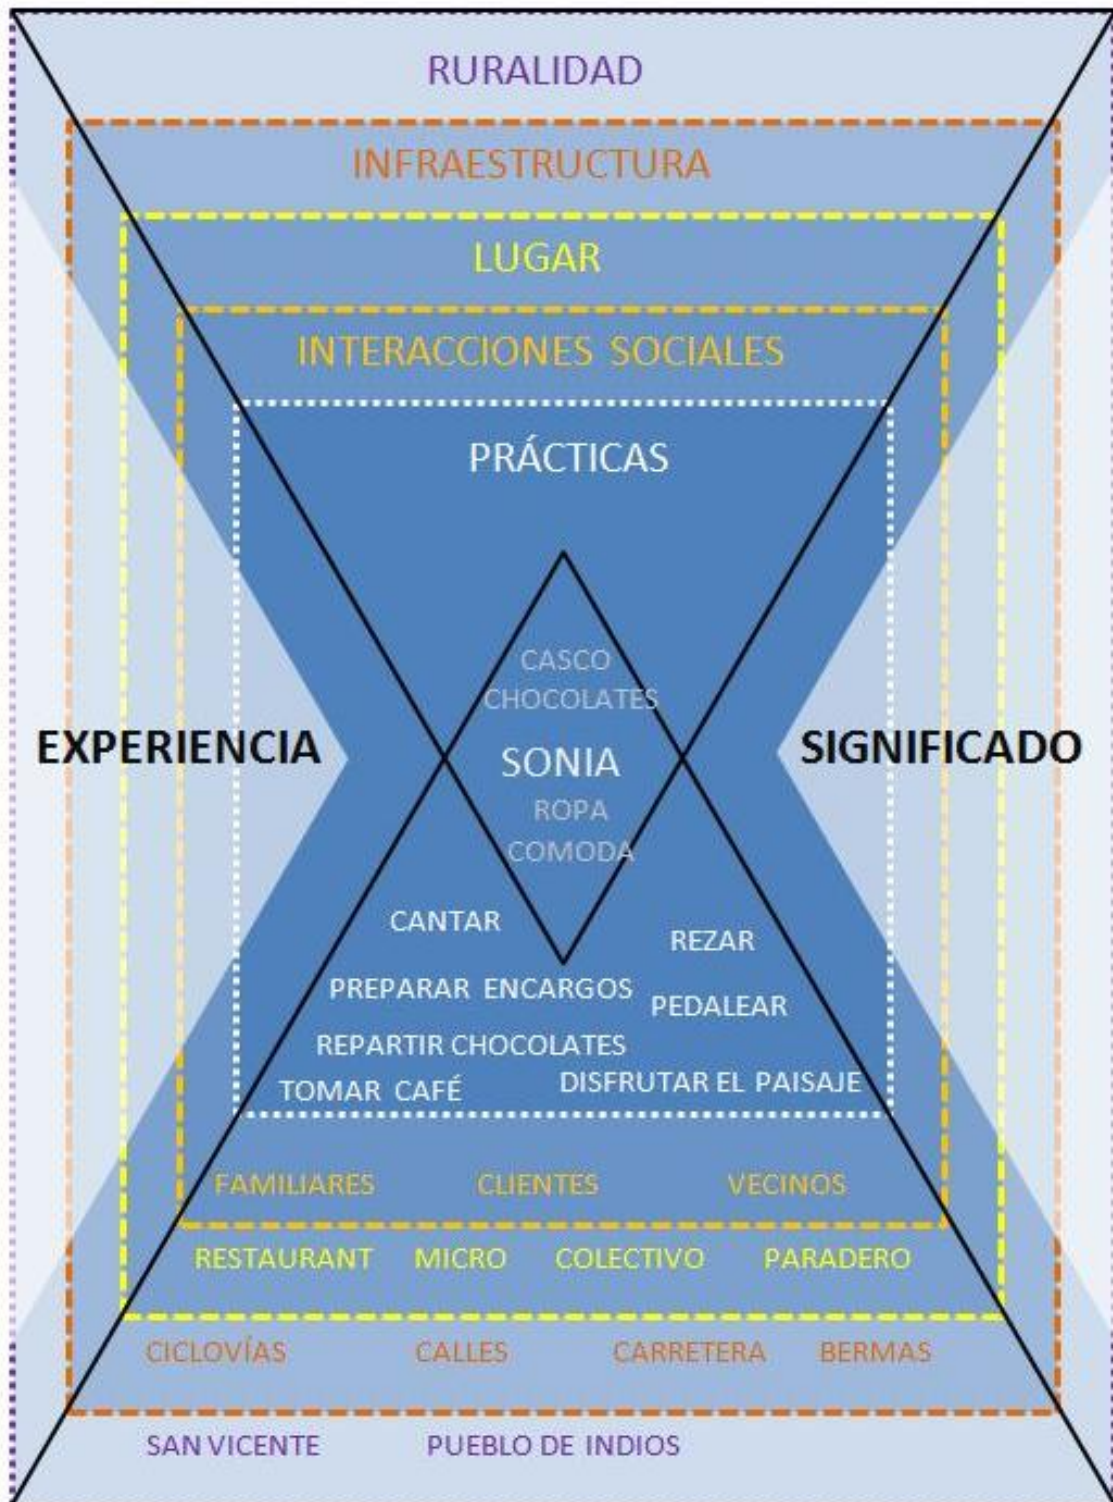 RURALIDAD
INFRAESTRUCTURA
LUGAR
INTERACCIONES SOCIALES
PRÁCTICAS
CASCO
CHOCOLATES
EXPERIENCIA
SONIA
SIGNIFICADO
ROPA
COMODA
CANTAR
REZAR
PREPARAR ENCARGOS
PEDALEAR
REPARTIR CHOCOLATES
TOMAR CAFÉ
DISFRUTAR EL PAISAJE
FAMILIARES CLIENTES VECINOS
RESTAURANT MICRO COLECTIVO PARADERO
CICLOVÍAS CALLES CARRETERA BERMAS
SAN VICENTE PUEBLO DE INDIOS